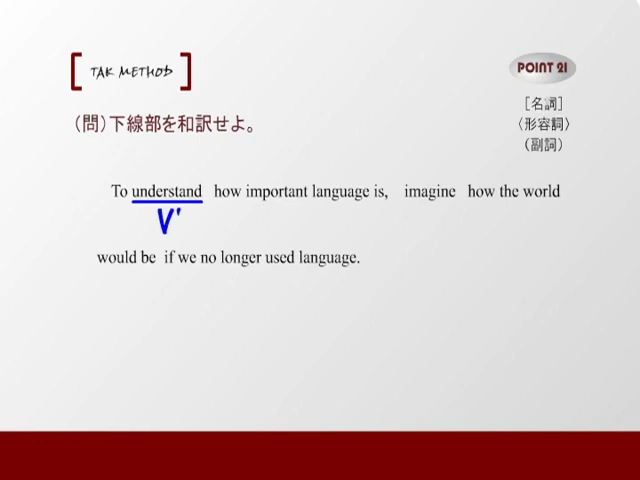 TAK METHOD
POINT 21
［名詞］
〈形容詞〉
（副詞）
（問）下線部を和訳せよ。
To understand how important language is, imagine how the world
V'
would be if we no longer used language.